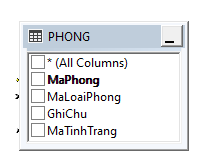 PHONG
* (All Columns)
MaPhong
MaLoaiPhong
GhiChu
MaTinhTrang